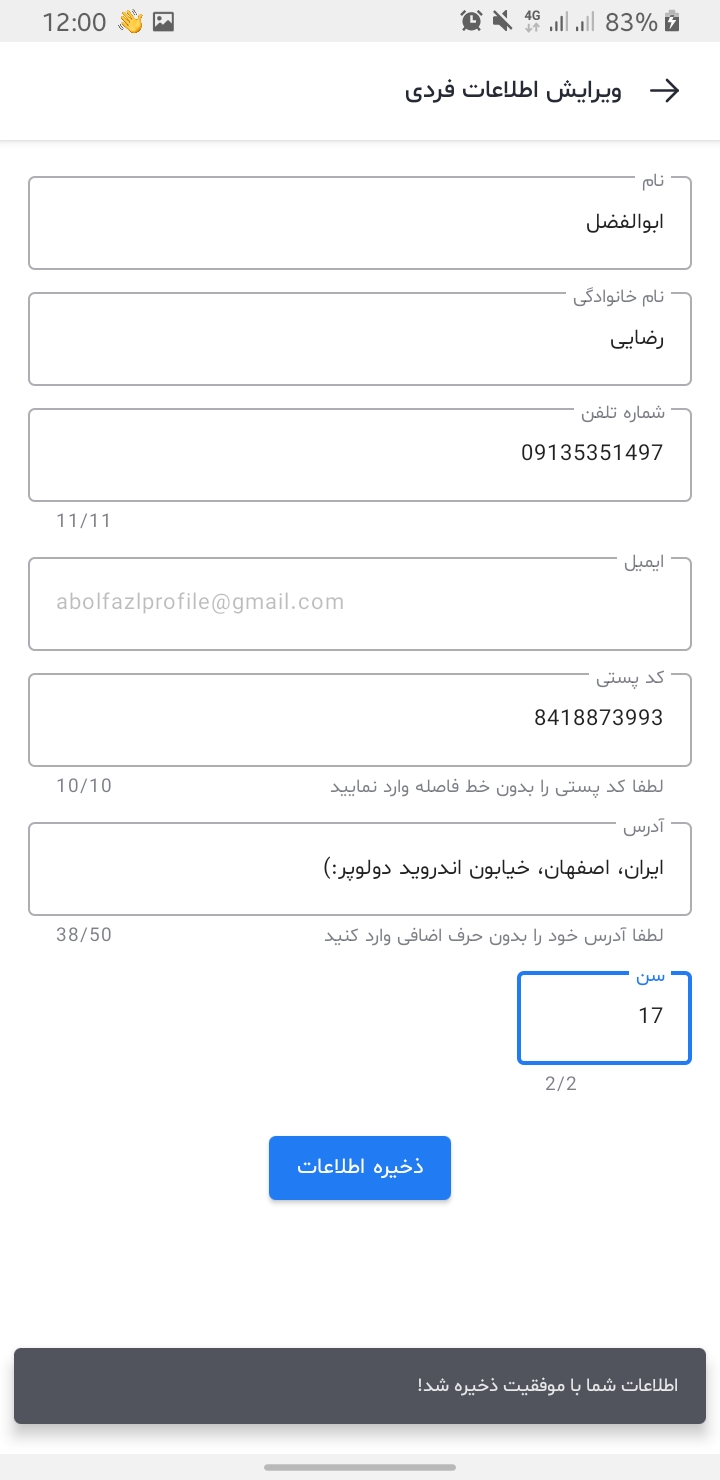 12:00 👋 4G 83%
ویرایش اطلاعات فردی
نام
ابوالفضل
نام خانوادگی
رضایی
شماره تلفن
09135351497
11/11
ایمیل
abolfazlprofile@gmail.com
کد پستی
8418873993
لطفا کد پستی را بدون خط فاصله وارد نمایید
10/10
آدرس
ایران، اصفهان، خیابون اندروید دولوپر:)
لطفا آدرس خود را بدون حرف اضافی وارد کنید
38/50
سن
17
2/2
ذخیره اطلاعات
اطلاعات شما با موفقیت ذخیره شد!